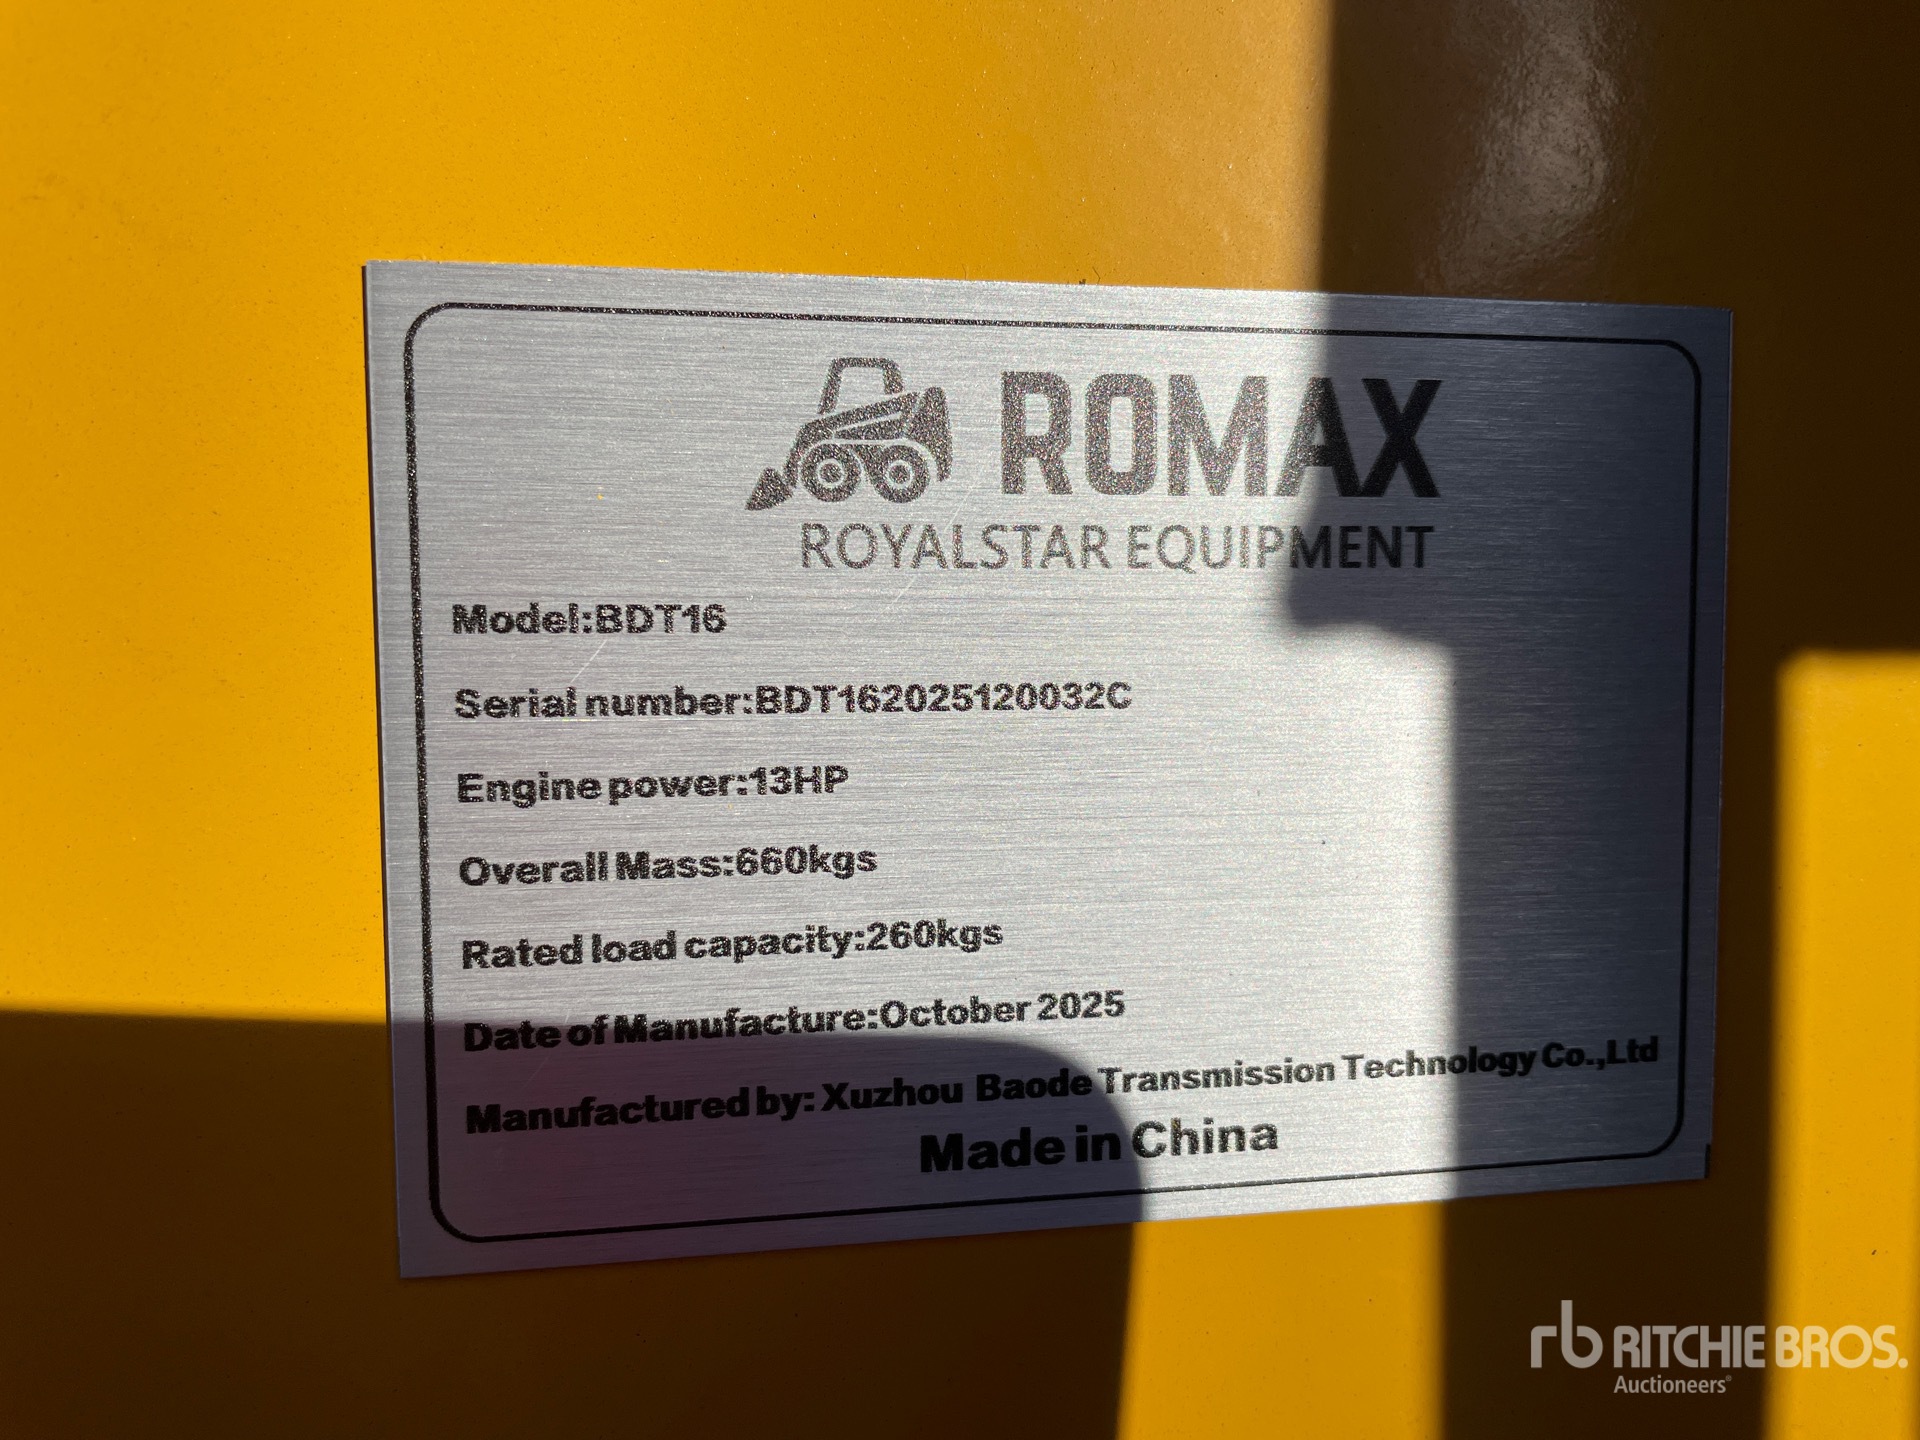 ROMAX
ROYALSTAR EQUIPMENT
Model:BDT16
Serial number:BDT162025120032C
Engine power:13HP
Overall Mass:660kgs
Rated load capacity:260kgs
Date of Manufacture:October 2025
Manufactured by: Xuzhou Baode Transmission Technology Co.,Ltd
Made in China
rb RITCHIE BROS.
Auctioneers®